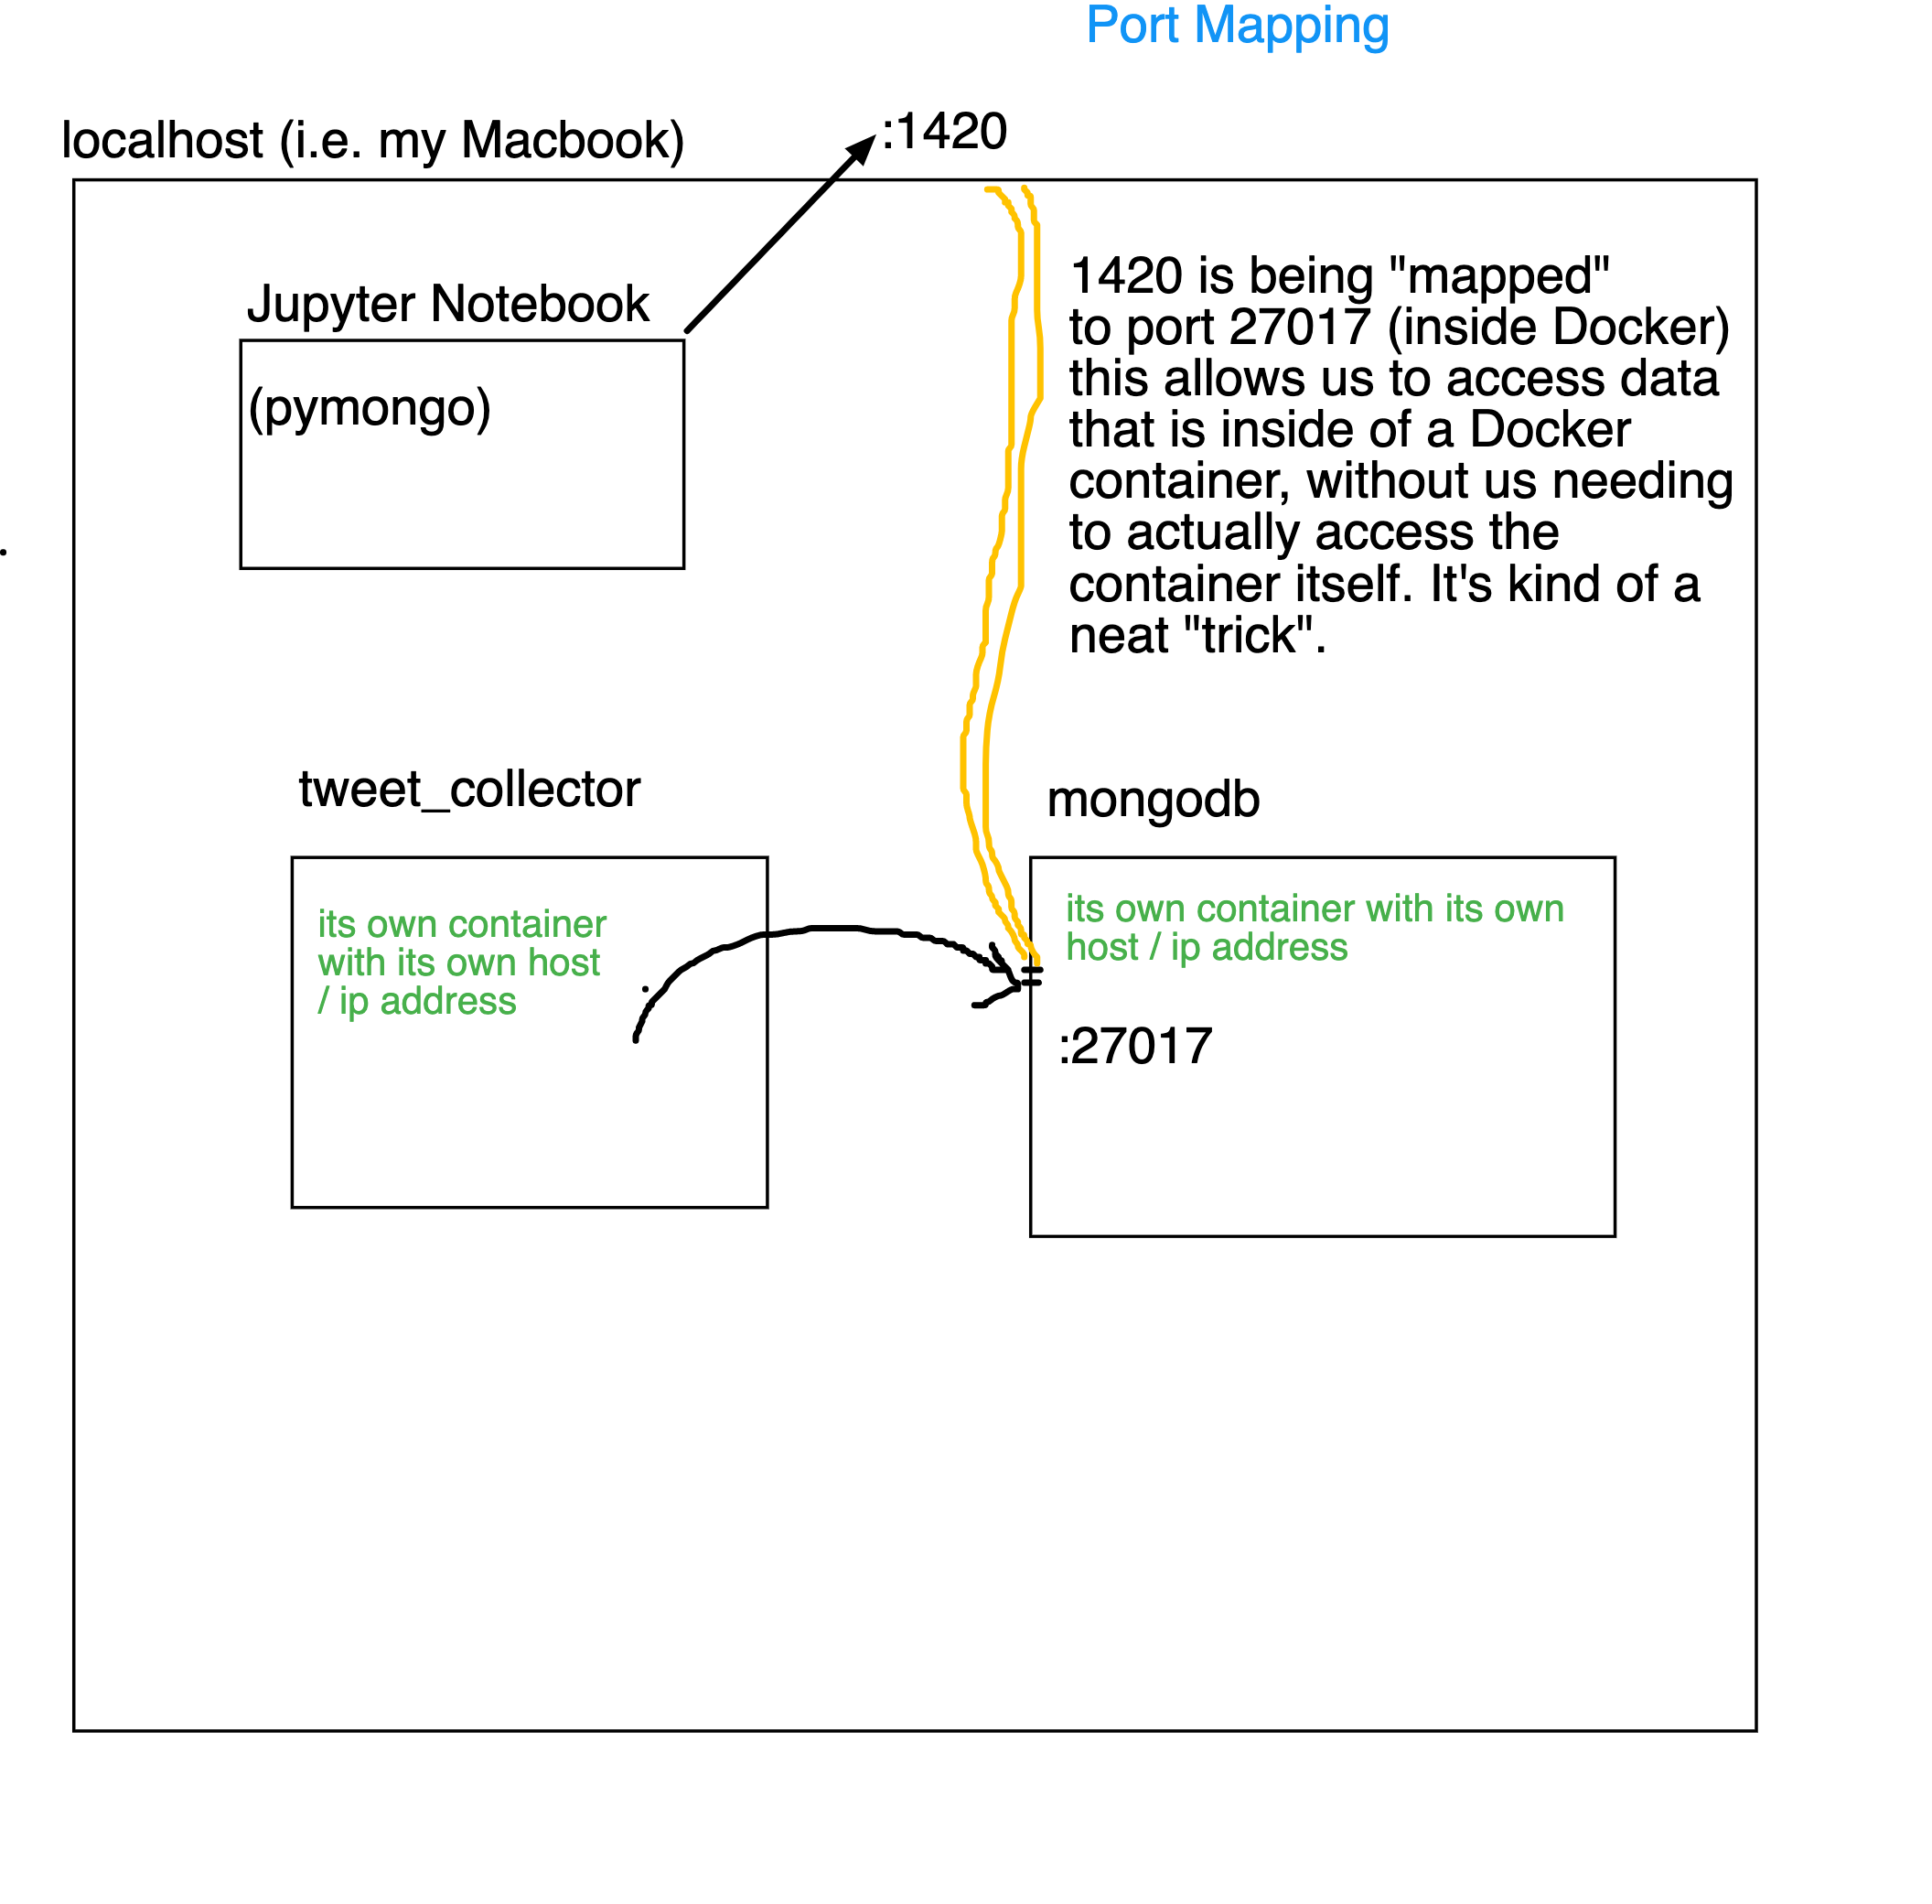 Port Mapping
localhost (i.e. my Macbook)
:1420
Jupyter Notebook
(pymongo)
1420 is being "mapped"
to port 27017 (inside Docker)
this allows us to access data
that is inside of a Docker
container, without us needing
to actually access the
container itself. It's kind of a
neat "trick".
tweet_collector
its own container
with its own host
/ ip address
mongodb
its own container with its own
host / ip address
:27017